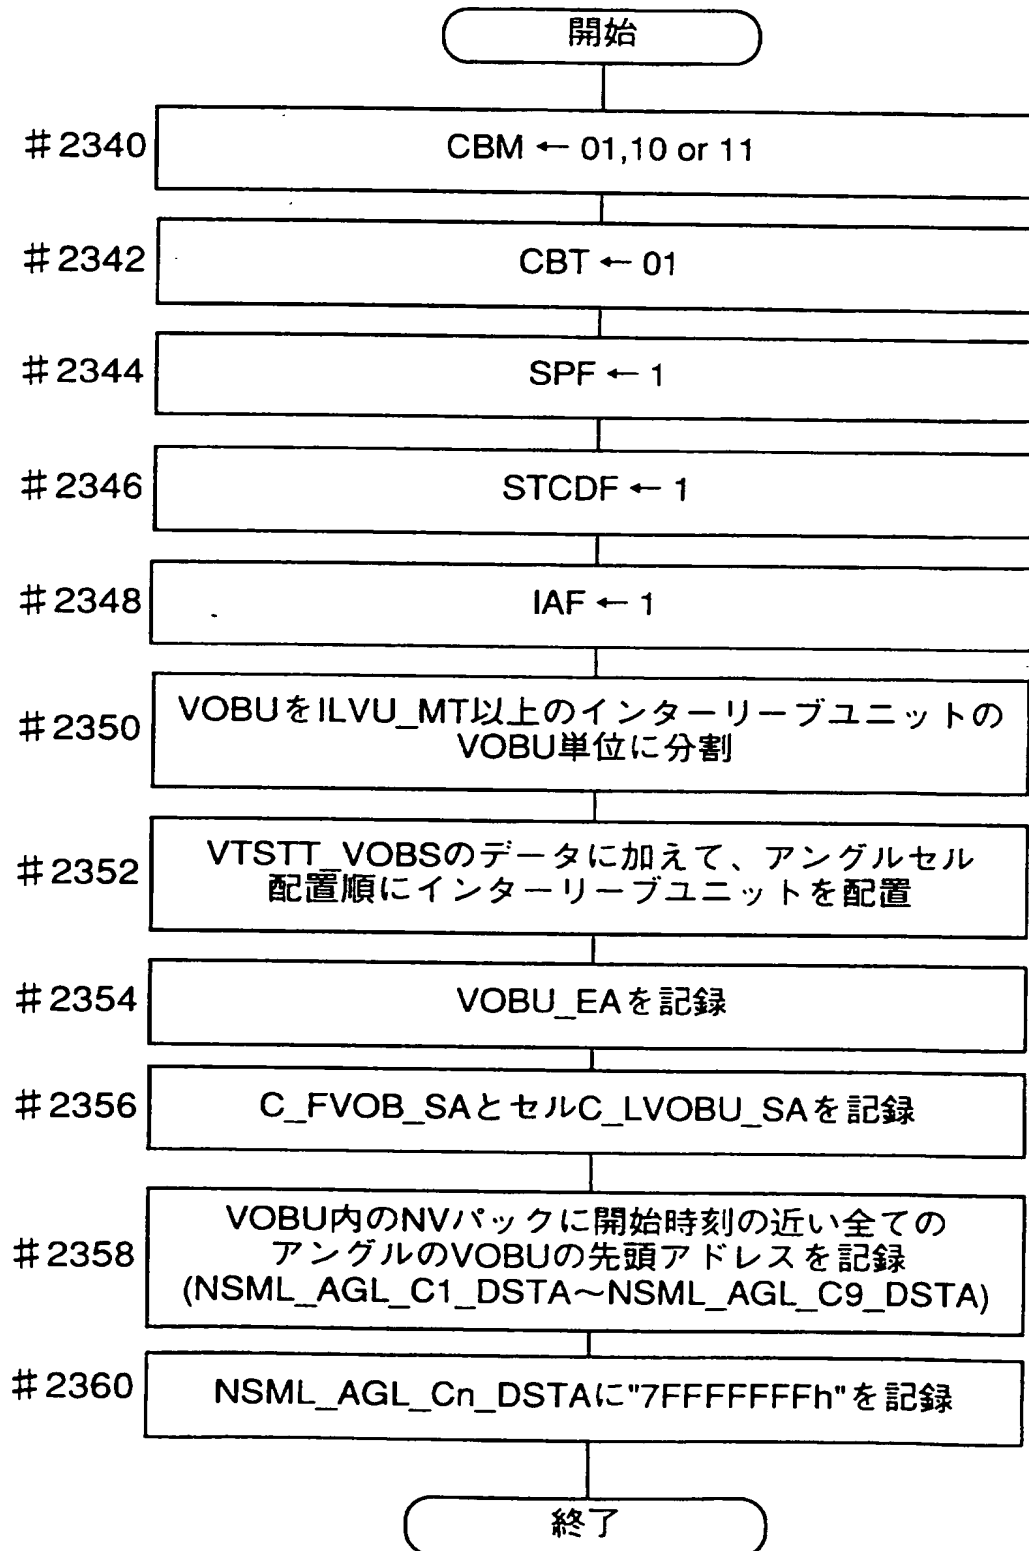 開始
#2340
CBM ← 01,10 or 11
#2342
CBT ← 01
#2344
SPF ← 1
#2346
STCDF ← 1
#2348
IAF ← 1
#2350
VOBUをILVU_MT以上のインターリーブユニットの
VOBU単位に分割
#2352
VTSTT_VOBSのデータに加えて、アングルセル
配置順にインターリーブユニットを配置
#2354
VOBU_EAを記録
#2356
C_FVOB_SAとセルC_LVOBU_SAを記録
#2358
VOBU内のNVパックに開始時刻の近い全ての
アングルのVOBUの先頭アドレスを記録
(NSML_AGL_C1_DSTA～NSML_AGL_C9_DSTA)
#2360
NSML_AGL_Cn_DSTAに"7FFFFFFFh"を記録
終了